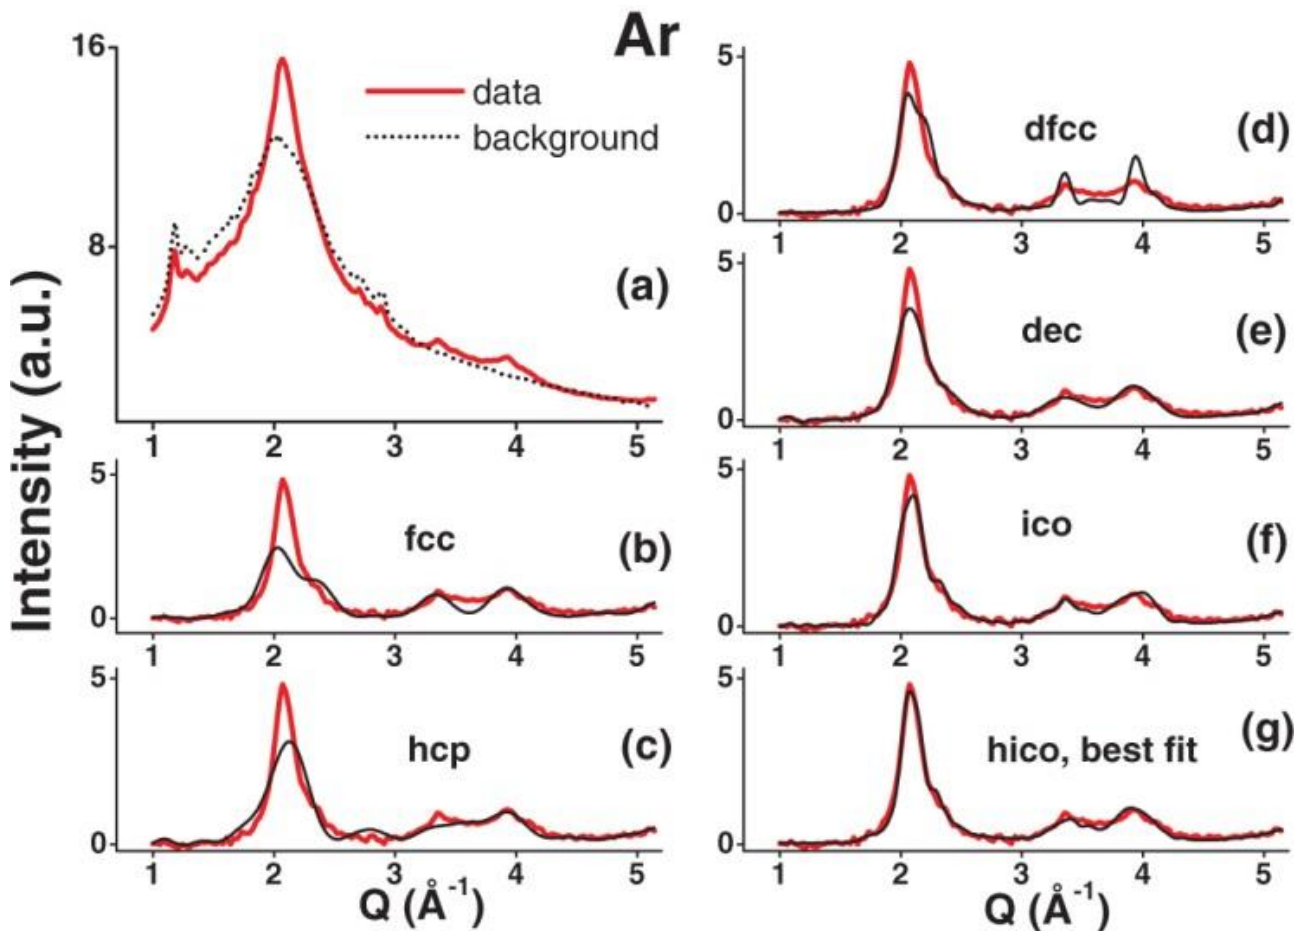 Ar
Intensity (a.u.)
16
8
data
background
(a)
1 2 3 4 5
5
0
fcc
(b)
1 2 3 4 5
5
0
hcp
(c)
1 2 3 4 5
Q (Å⁻¹)
5
0
dfcc
(d)
1 2 3 4 5
5
0
dec
(e)
1 2 3 4 5
5
0
ico
(f)
1 2 3 4 5
5
0
hico, best fit
(g)
1 2 3 4 5
Q (Å⁻¹)